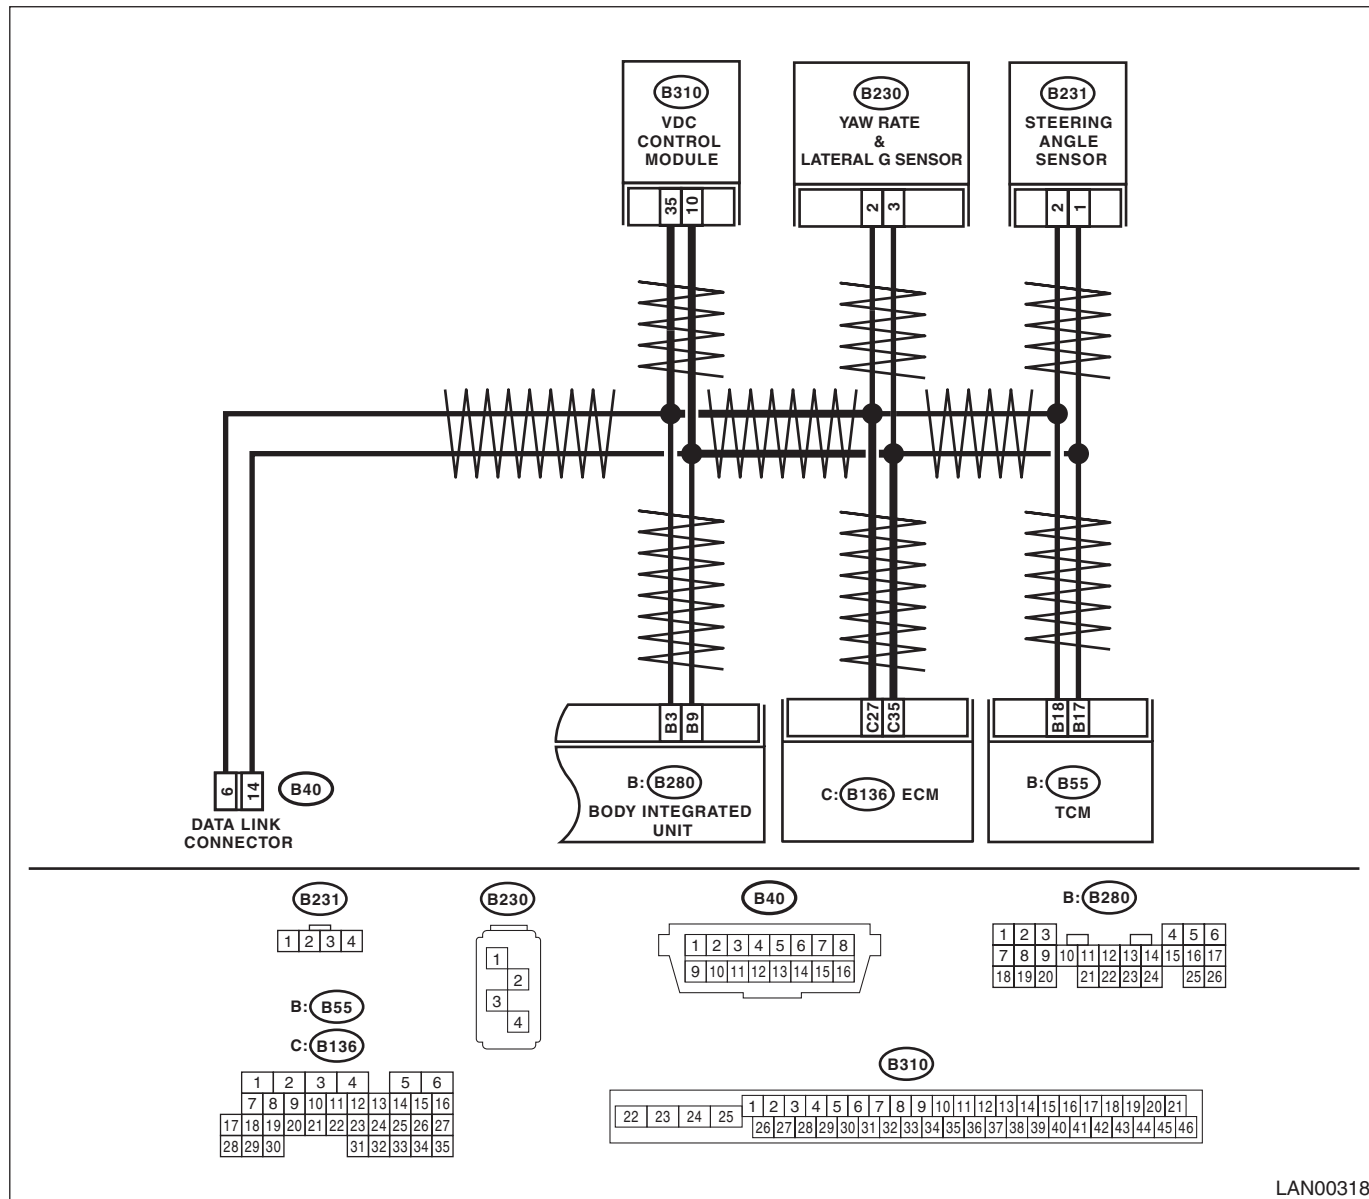 B310
VDC
CONTROL
MODULE
35 10
B230
YAW RATE
&
LATERAL G SENSOR
2 3
B231
STEERING
ANGLE
SENSOR
2 1
6 14
B40
DATA LINK
CONNECTOR
B3 B9
B: B280
BODY INTEGRATED
UNIT
C27 C35
C: B136 ECM
B18 B17
B: B55
TCM
B231
1 2 3 4
B: B55
C: B136
1 2 3 4 5 6
7 8 9 10 11 12 13 14 15 16
17 18 19 20 21 22 23 24 25 26 27
28 29 30 31 32 33 34 35
B230
1
2
3
4
B40
1 2 3 4 5 6 7 8
9 10 11 12 13 14 15 16
B: B280
1 2 3 4 5 6
7 8 9 10 11 12 13 14 15 16 17
18 19 20 21 22 23 24 25 26
B310
22 23 24 25
1 2 3 4 5 6 7 8 9 10 11 12 13 14 15 16 17 18 19 20 21
26 27 28 29 30 31 32 33 34 35 36 37 38 39 40 41 42 43 44 45 46
LAN00318